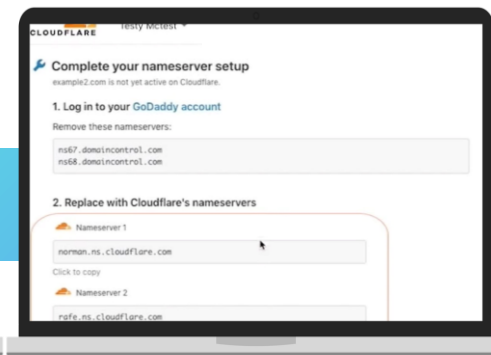 CLOUDFLARE
Testy Mctest
Complete your nameserver setup
example2.com is not yet active on Cloudflare.
1. Log in to your GoDaddy account
Remove these nameservers:
ns67.domaincontrol.com
ns68.domaincontrol.com
2. Replace with Cloudflare's nameservers
Nameserver 1
norman.ns.cloudflare.com
Click to copy
Nameserver 2
rafe.ns.cloudflare.com